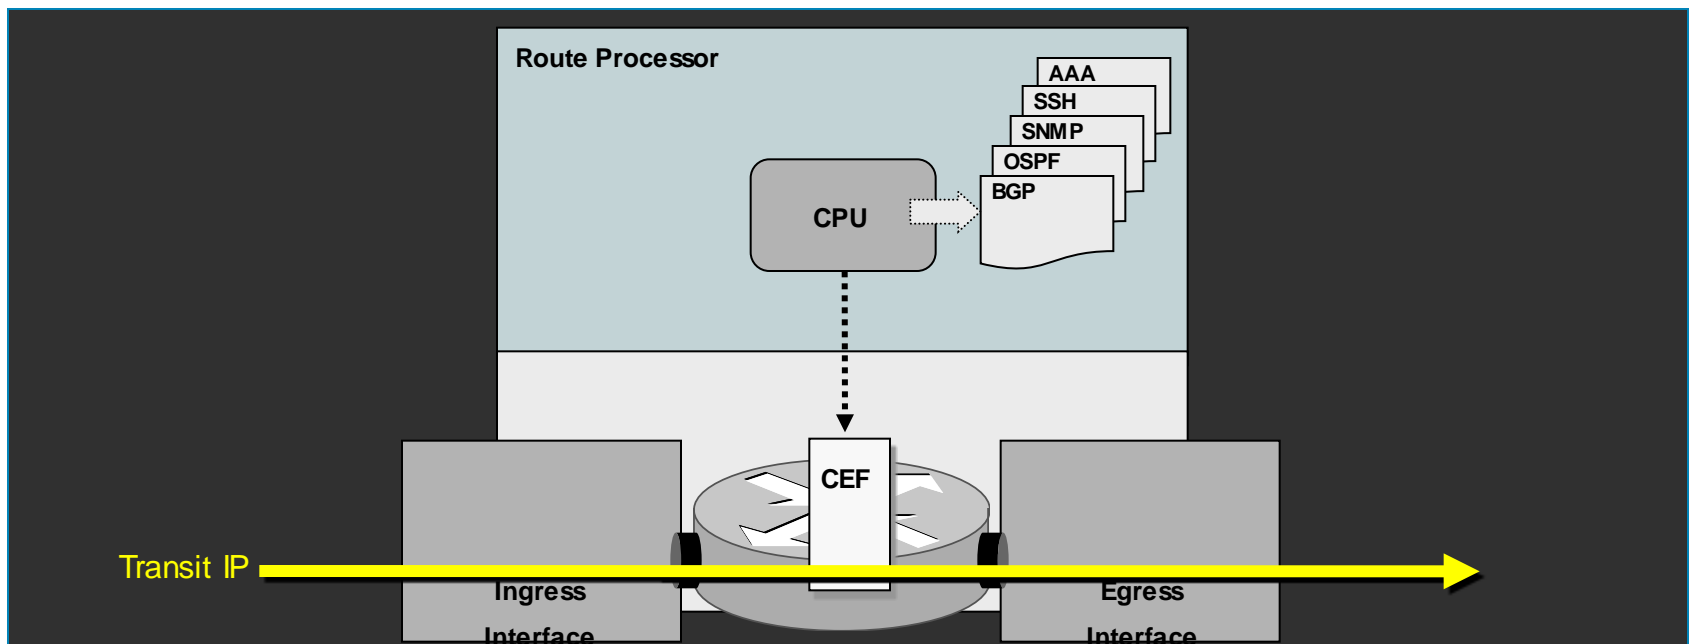 Route Processor
AAA
SSH
SNMP
OSPF
BGP
CPU
CEF
Transit IP
Ingress
Interface
Egress
Interface